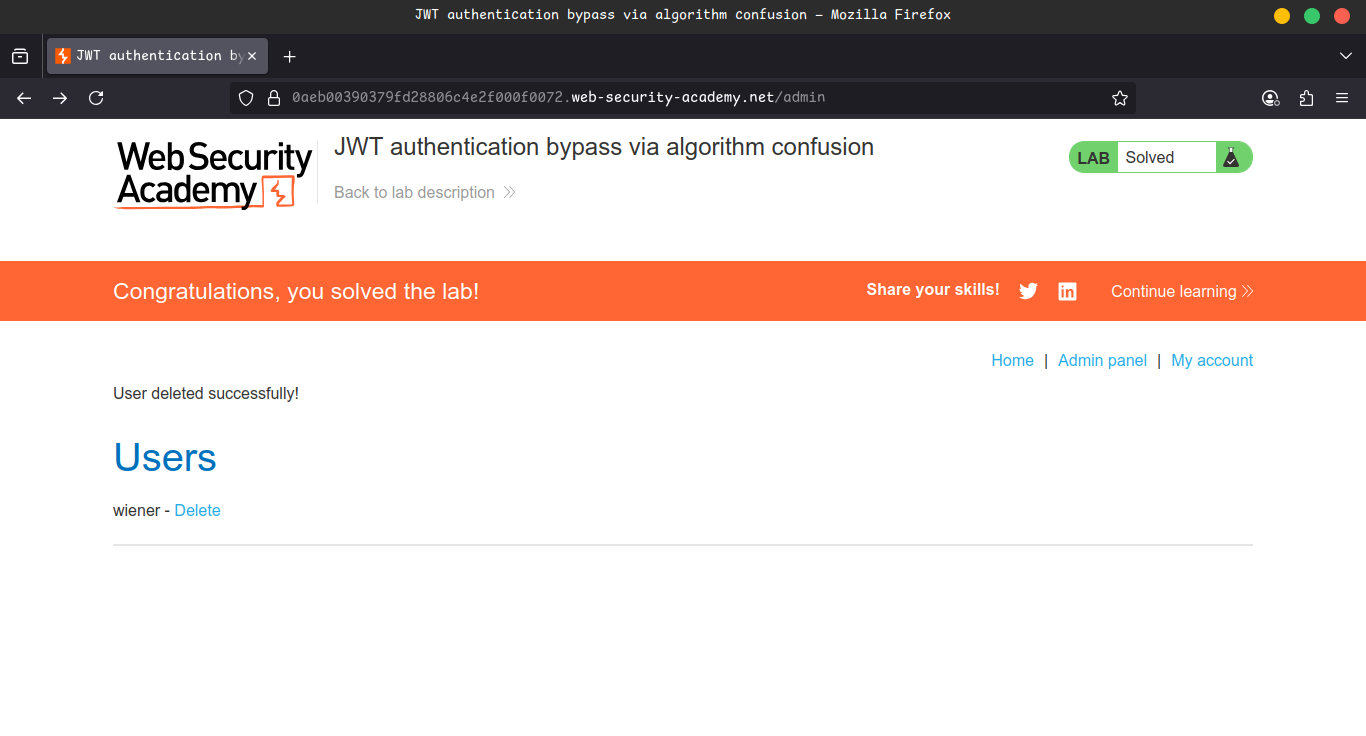 JWT authentication bypass via algorithm confusion — Mozilla Firefox
JWT authentication by
0aeb00390379fd28806c4e2f000f0072.web-security-academy.net/admin
WebSecurity
Academy
JWT authentication bypass via algorithm confusion
Back to lab description
LAB Solved
Congratulations, you solved the lab!
Share your skills!
Continue learning
Home | Admin panel | My account
User deleted successfully!
Users
wiener - Delete